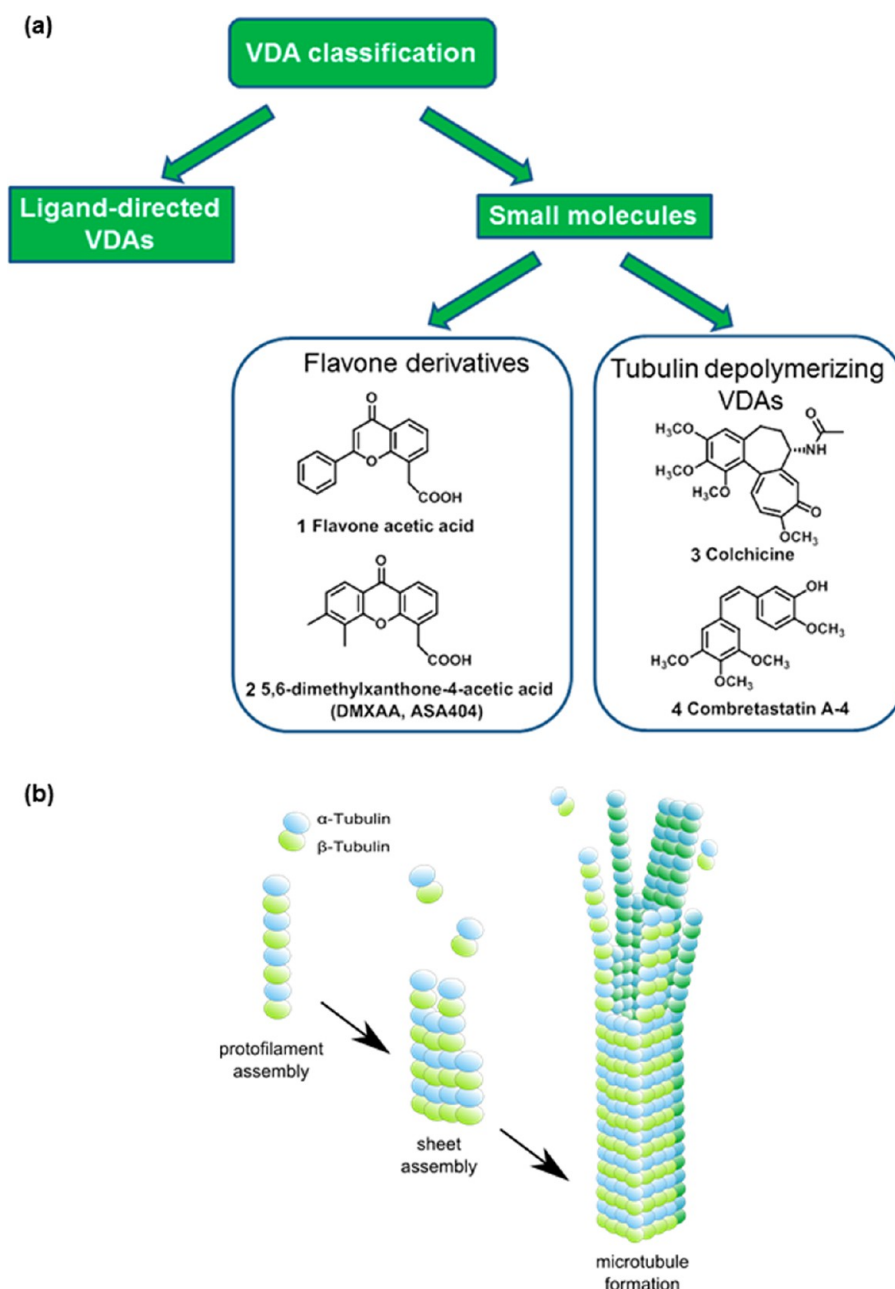 (a)
VDA classification
Ligand-directed
VDAs
Small molecules
Flavone derivatives
O
O
COOH
1 Flavone acetic acid
O
O
COOH
2 5,6-dimethylxanthone-4-acetic acid
(DMXAA, ASA404)
Tubulin depolymerizing
VDAs
O
H₃CO
NH
H₃CO
H₃CO
O
OCH₃
3 Colchicine
OH
OCH₃
H₃CO
OCH₃
OCH₃
4 Combretastatin A-4
(b)
α-Tubulin
β-Tubulin
protofilament
assembly
sheet
assembly
microtubule
formation